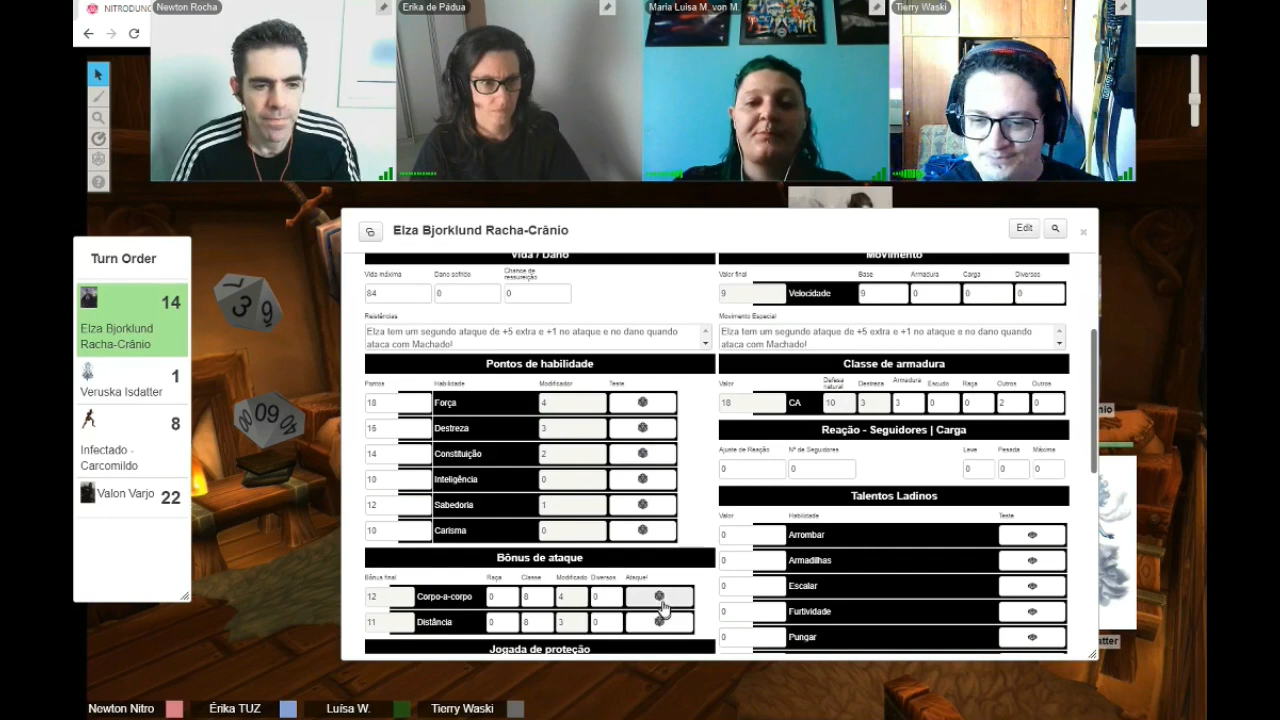 NITRODUNG
Newton Rocha
Erika de Pádua
Maria Luisa M. von M.
Tierry Waski
Turn Order
14
Elza Bjorklund
Racha-Crânio
1
Veruska Isdatter
8
Infectado -
Carcomildo
Valon Varjo 22
Elza Bjorklund Racha-Crânio
Edit
Vida / Dano
Vida máxima Dano sofrido Chance de ressureição
84 0 0
Resistências
Elza tem um segundo ataque de +5 extra e +1 no ataque e no dano quando
ataca com Machado!
Pontos de habilidade
Pontos Habilidade Modificador Teste
18 Força 4
16 Destreza 3
14 Constituição 2
10 Inteligência 0
12 Sabedoria 1
10 Carisma 0
Bônus de ataque
Bônus final Raça Classe Modificado Diversos Ataque!
12 Corpo-a-corpo 0 8 4 0
11 Distância 0 8 3 0
Jogada de proteção
Movimento
Valor final Base Armadura Carga Diversos
9 Velocidade 9 0 0 0
Movimento Especial
Elza tem um segundo ataque de +5 extra e +1 no ataque e no dano quando
ataca com Machado!
Classe de armadura
Valor Defesa natural Destreza Armadura Escudo Raça Outros Outros
18 CA 10 3 3 0 0 2 0
Reação - Seguidores | Carga
Ajuste de Reação Nº de Seguidores Leve Pesada Máxima
0 0 0 0 0
Talentos Ladinos
Valor Habilidade Teste
0 Arrombar
0 Armadilhas
0 Escalar
0 Furtividade
0 Pungar
nio
atter
Newton Nitro Érika TUZ Luísa W. Tierry Waski